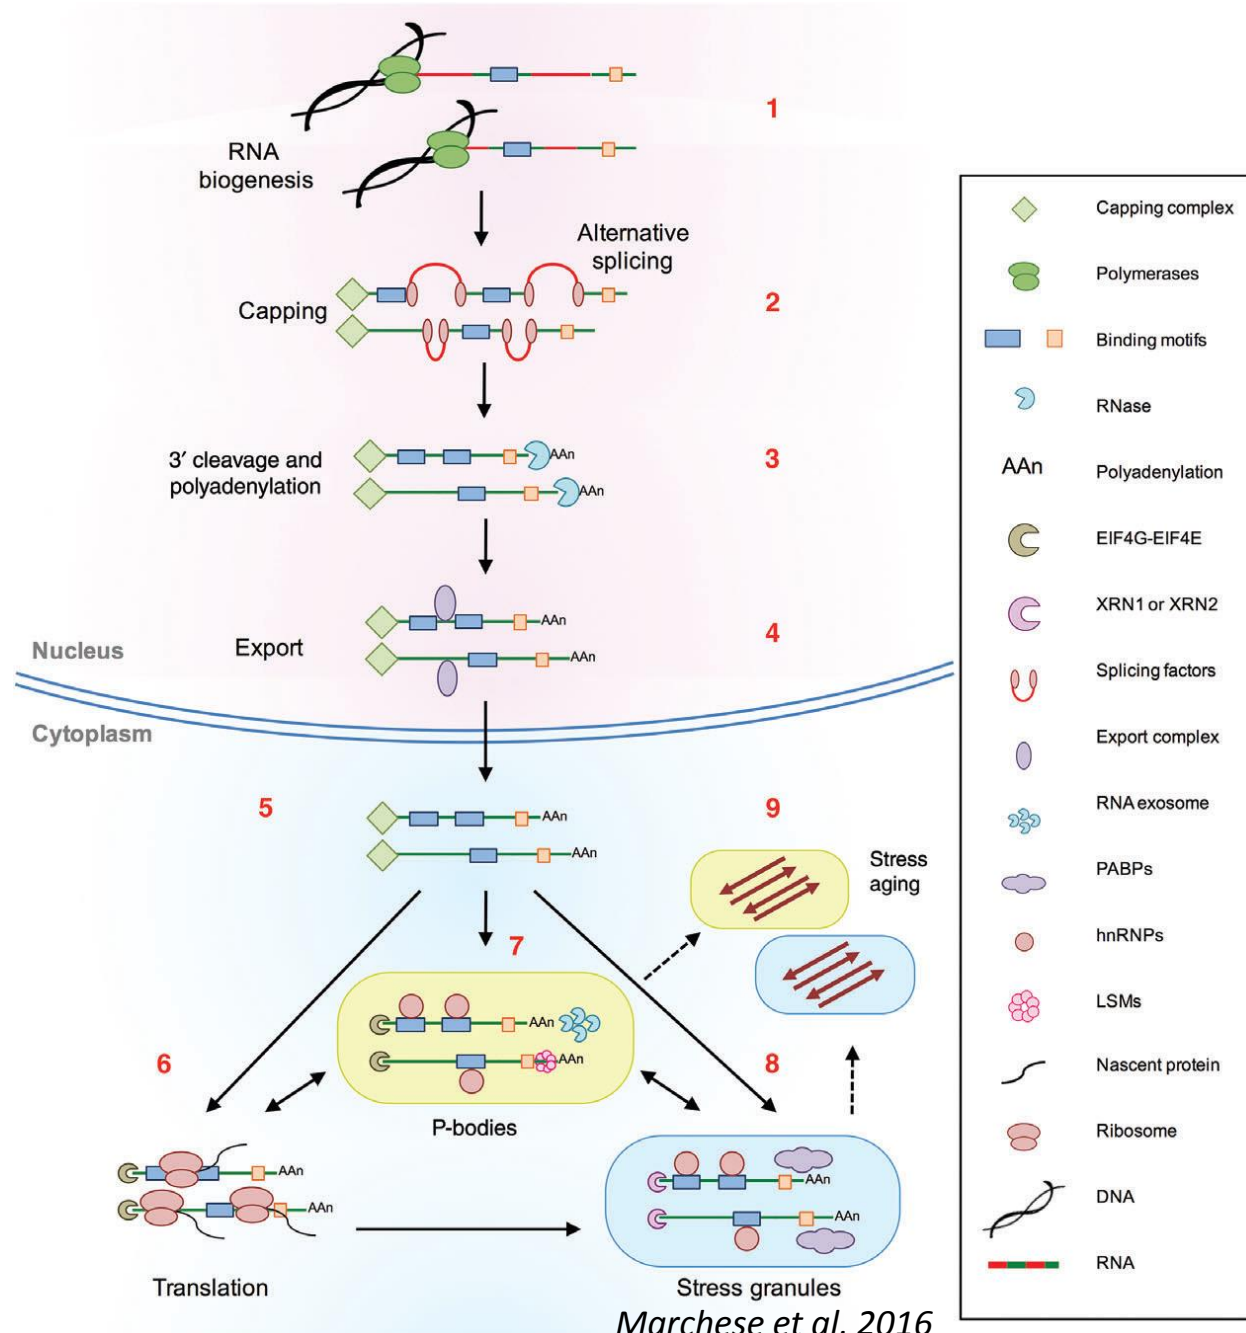 1
RNA
biogenesis
Alternative
splicing
Capping
2
3′ cleavage and
polyadenylation
AAn
AAn
3
Export
AAn
AAn
4
Nucleus
Cytoplasm
5
AAn
AAn
9
Stress
aging
7
AAn
AAn
P-bodies
6
8
AAn
AAn
Translation
AAn
AAn
Stress granules
Marchese et al. 2016
Capping complex
Polymerases
Binding motifs
RNase
AAn Polyadenylation
EIF4G-EIF4E
XRN1 or XRN2
Splicing factors
Export complex
RNA exosome
PABPs
hnRNPs
LSMs
Nascent protein
Ribosome
DNA
RNA